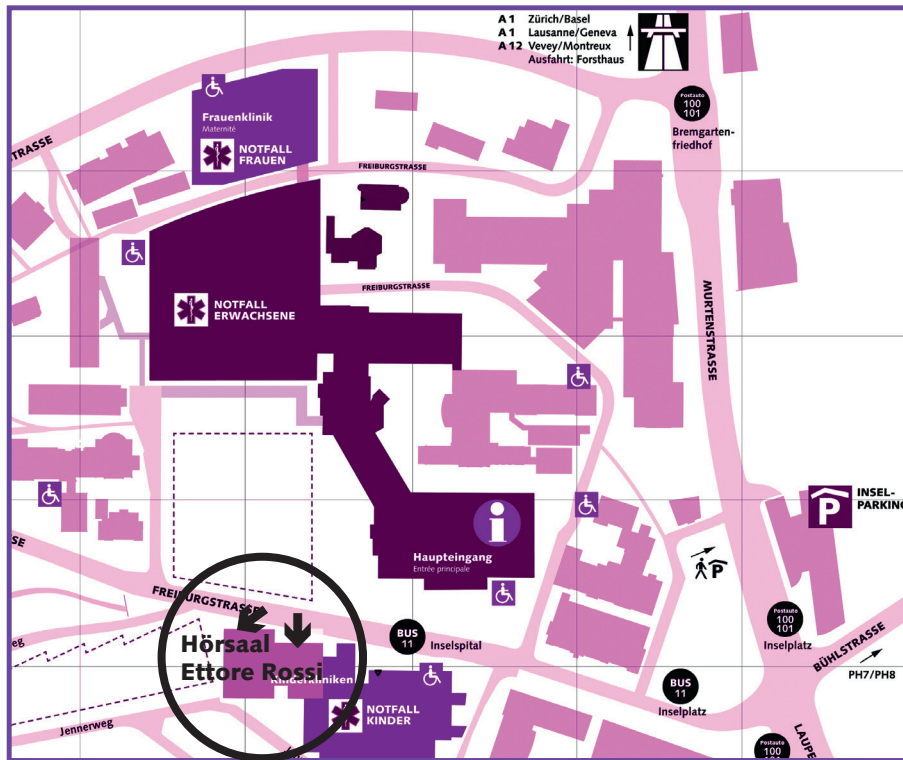 A 1 Zürich/Basel
A 1 Lausanne/Geneva
A 12 Vevey/Montreux
Ausfahrt: Forsthaus
Postauto
100
101
Bremgarten-
friedhof
Frauenklinik
Maternité
NOTFALL
FRAUEN
STRASSE
FREIBURGSTRASSE
FREIBURGSTRASSE
NOTFALL
ERWACHSENE
MURTENSTRASSE
INSEL-
PARKING
P
i
Haupteingang
Entrée principale
P
SSE
FREIBURGSTRASSE
BUS
11
Inselspital
Postauto
100
101
Inselplatz
BÜHLSTRASSE
PH7/PH8
eg
Hörsaal
Ettore Rossi
Kinderkliniken
NOTFALL
KINDER
BUS
11
Inselplatz
Jennerweg
LAUPE
Postauto
100